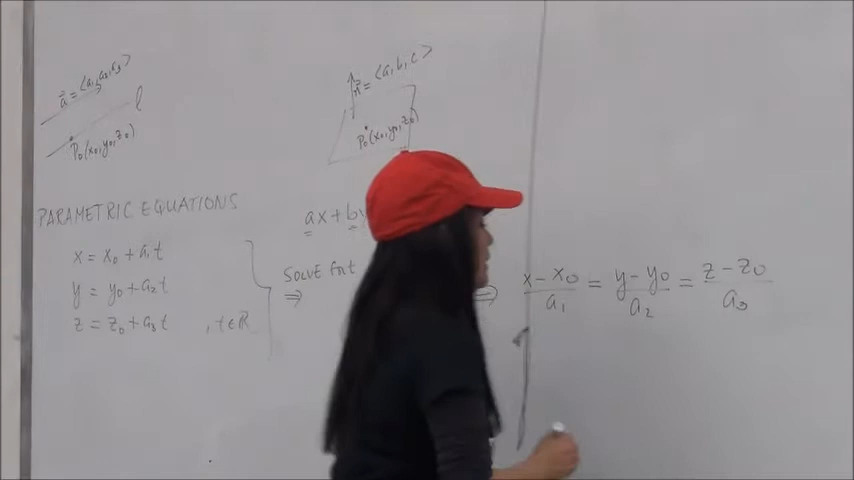 a⃗ = <a₁, a₂, a₃>
l
P₀(x₀, y₀, z₀)
n⃗ = <a, b, c>
P₀(x₀, y₀, z₀)
PARAMETRIC EQUATIONS
x = x₀ + a₁t
y = y₀ + a₂t
z = z₀ + a₃t , t ∈ ℝ
ax + by
SOLVE for t
⇒
⇒ (x - x₀)/a₁ = (y - y₀)/a₂ = (z - z₀)/a₃